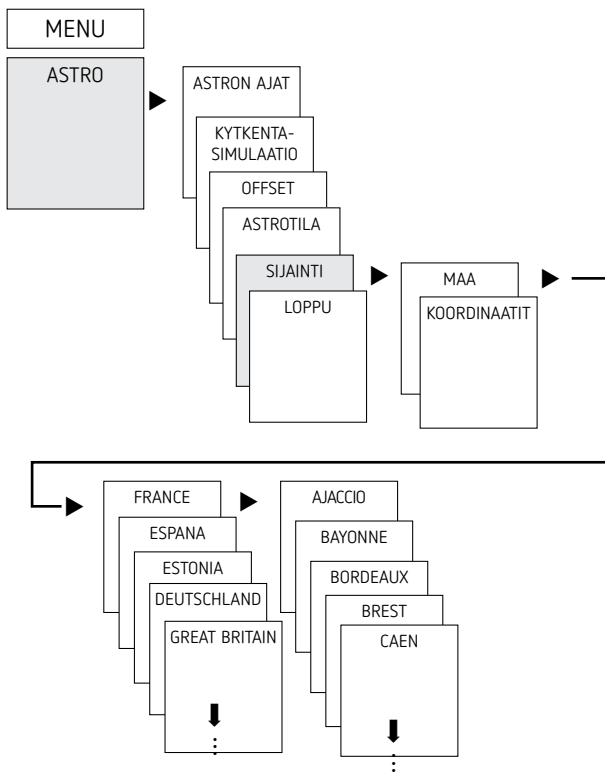 MENU
ASTRO
ASTRON AJAT
KYTKENTA-
SIMULAATIO
OFFSET
ASTROTILA
SIJAINTI
LOPPU
MAA
KOORDINAATIT
FRANCE
ESPANA
ESTONIA
DEUTSCHLAND
GREAT BRITAIN
AJACCIO
BAYONNE
BORDEAUX
BREST
CAEN